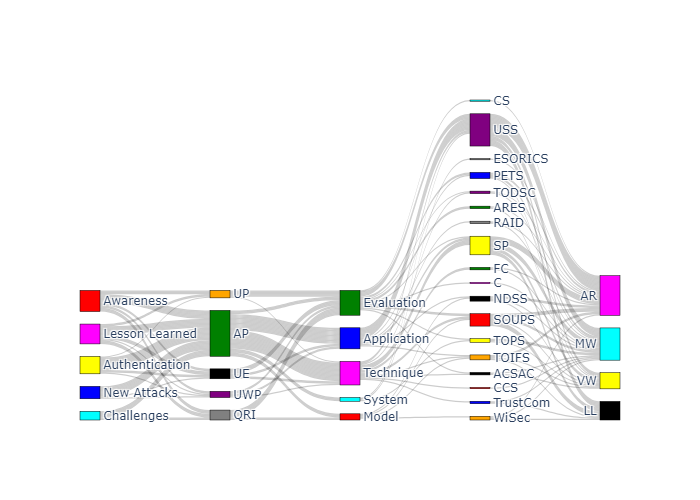 Awareness
Lesson Learned
Authentication
New Attacks
Challenges
UP
AP
UE
UWP
QRI
Evaluation
Application
Technique
System
Model
CS
USS
ESORICS
PETS
TODSC
ARES
RAID
SP
FC
C
NDSS
SOUPS
TOPS
TOIFS
ACSAC
CCS
TrustCom
WiSec
AR
MW
VW
LL